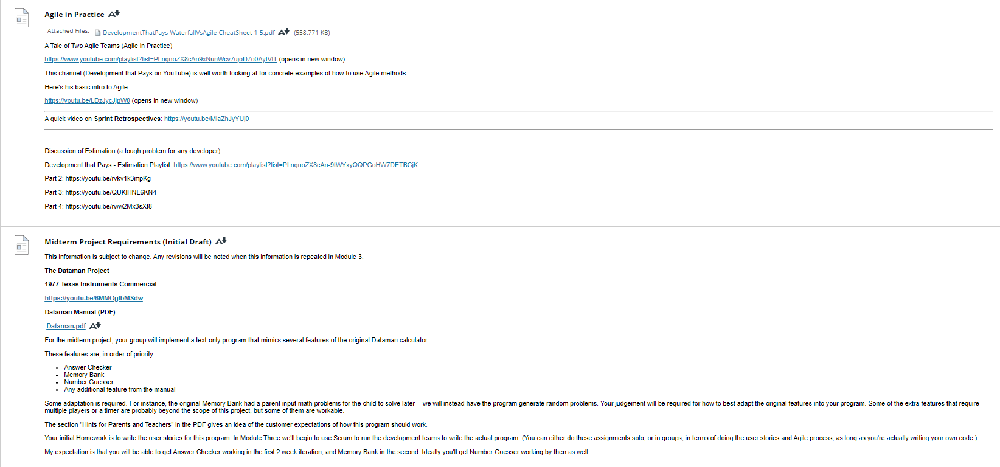 Agile in Practice
Attached Files: DevelopmentThatPays-WaterfallVsAgile-CheatSheet-1-5.pdf (558.771 KB)
A Tale of Two Agile Teams (Agile in Practice)
https://www.youtube.com/playlist?list=PLngnoZX8cAn9xNunWcv7ujoD7o0AytVlT (opens in new window)
This channel (Development that Pays on YouTube) is well worth looking at for concrete examples of how to use Agile methods.
Here's his basic intro to Agile:
https://youtu.be/LDzJycJjpW0 (opens in new window)
A quick video on Sprint Retrospectives: https://youtu.be/MiaZhJyYUj0
Discussion of Estimation (a tough problem for any developer):
Development that Pays - Estimation Playlist: https://www.youtube.com/playlist?list=PLngnoZX8cAn-9tWYxyQQPGoHW7DETBCjK
Part 2: https://youtu.be/rvkv1k3mpKg
Part 3: https://youtu.be/QUKlHNL6KN4
Part 4: https://youtu.be/rww2Mx3sXt8
Midterm Project Requirements (Initial Draft)
This information is subject to change. Any revisions will be noted when this information is repeated in Module 3.
The Dataman Project
1977 Texas Instruments Commercial
https://youtu.be/6MMOglbMSdw
Dataman Manual (PDF)
Dataman.pdf
For the midterm project, your group will implement a text-only program that mimics several features of the original Dataman calculator.
These features are, in order of priority:
• Answer Checker
• Memory Bank
• Number Guesser
• Any additional feature from the manual
Some adaptation is required. For instance, the original Memory Bank had a parent input math problems for the child to solve later -- we will instead have the program generate random problems. Your judgement will be required for how to best adapt the original features into your program. Some of the extra features that require
multiple players or a timer are probably beyond the scope of this project, but some of them are workable.
The section "Hints for Parents and Teachers" in the PDF gives an idea of the customer expectations of how this program should work.
Your initial Homework is to write the user stories for this program. In Module Three we'll begin to use Scrum to run the development teams to write the actual program. (You can either do these assignments solo, or in groups, in terms of doing the user stories and Agile process, as long as you're actually writing your own code.)
My expectation is that you will be able to get Answer Checker working in the first 2 week iteration, and Memory Bank in the second. Ideally you'll get Number Guesser working by then as well.